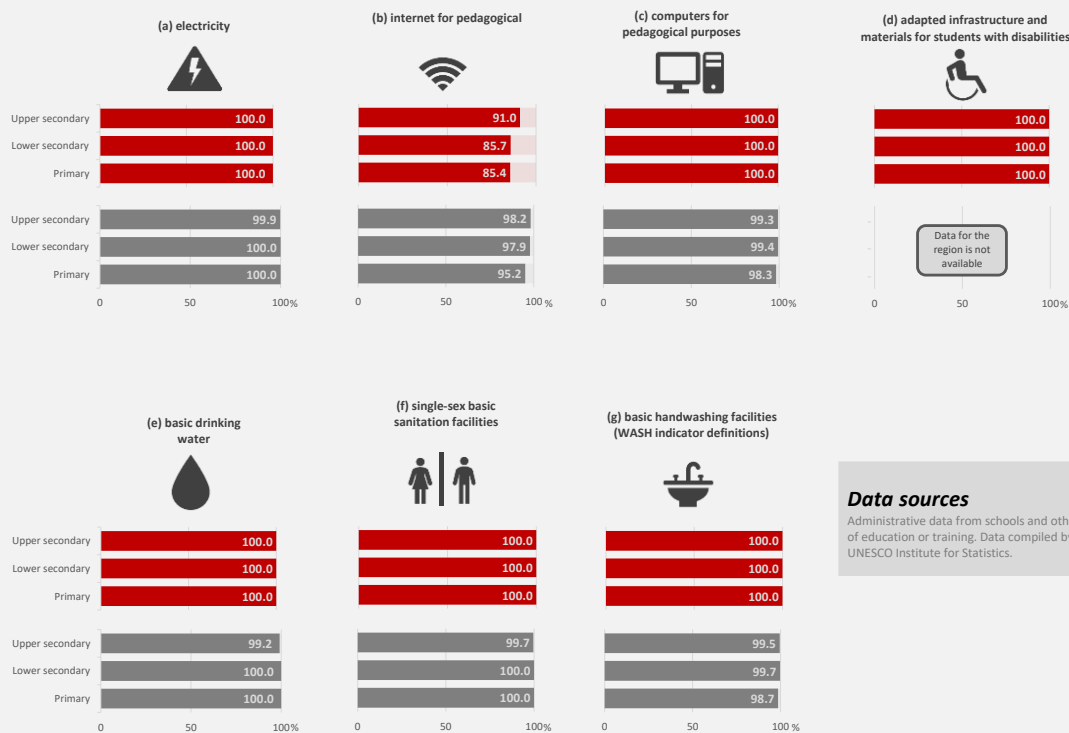 (a) electricity
(b) internet for pedagogical
(c) computers for
pedagogical purposes
(d) adapted infrastructure and
materials for students with disabilities
Upper secondary
100.0
91.0
100.0
100.0
Lower secondary
100.0
85.7
100.0
100.0
Primary
100.0
85.4
100.0
100.0
Upper secondary
99.9
98.2
99.3
-
Lower secondary
100.0
97.9
99.4
-
Primary
100.0
95.2
98.3
-
Data for the
region is not
available
0 50 100%
0 50 100%
0 50 100%
0 50 100%
(e) basic drinking
water
(f) single-sex basic
sanitation facilities
(g) basic handwashing facilities
(WASH indicator definitions)
Upper secondary
100.0
100.0
100.0
Lower secondary
100.0
100.0
100.0
Primary
100.0
100.0
100.0
Upper secondary
99.2
99.7
99.5
Lower secondary
100.0
100.0
99.7
Primary
100.0
100.0
98.7
0 50 100%
0 50 100%
0 50 100%
Data sources
Administrative data from schools and oth
of education or training. Data compiled by
UNESCO Institute for Statistics.